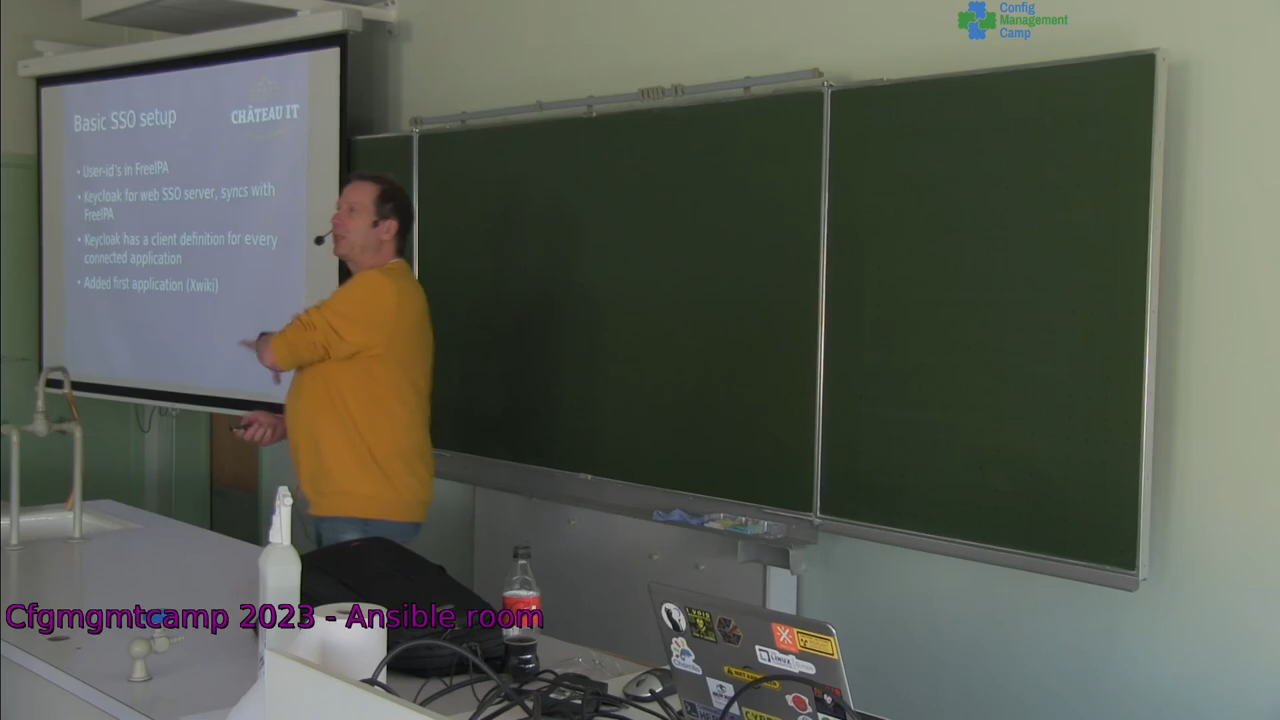 Config
Management
Camp
Basic SSO setup
CHÂTEAU IT
• User-id's in FreeIPA
• Keycloak for web SSO server, syncs with
FreeIPA
• Keycloak has a client definition for every
connected application
• Added first application (Xwiki)
Cfgmgmtcamp 2023 - Ansible room
LINUX